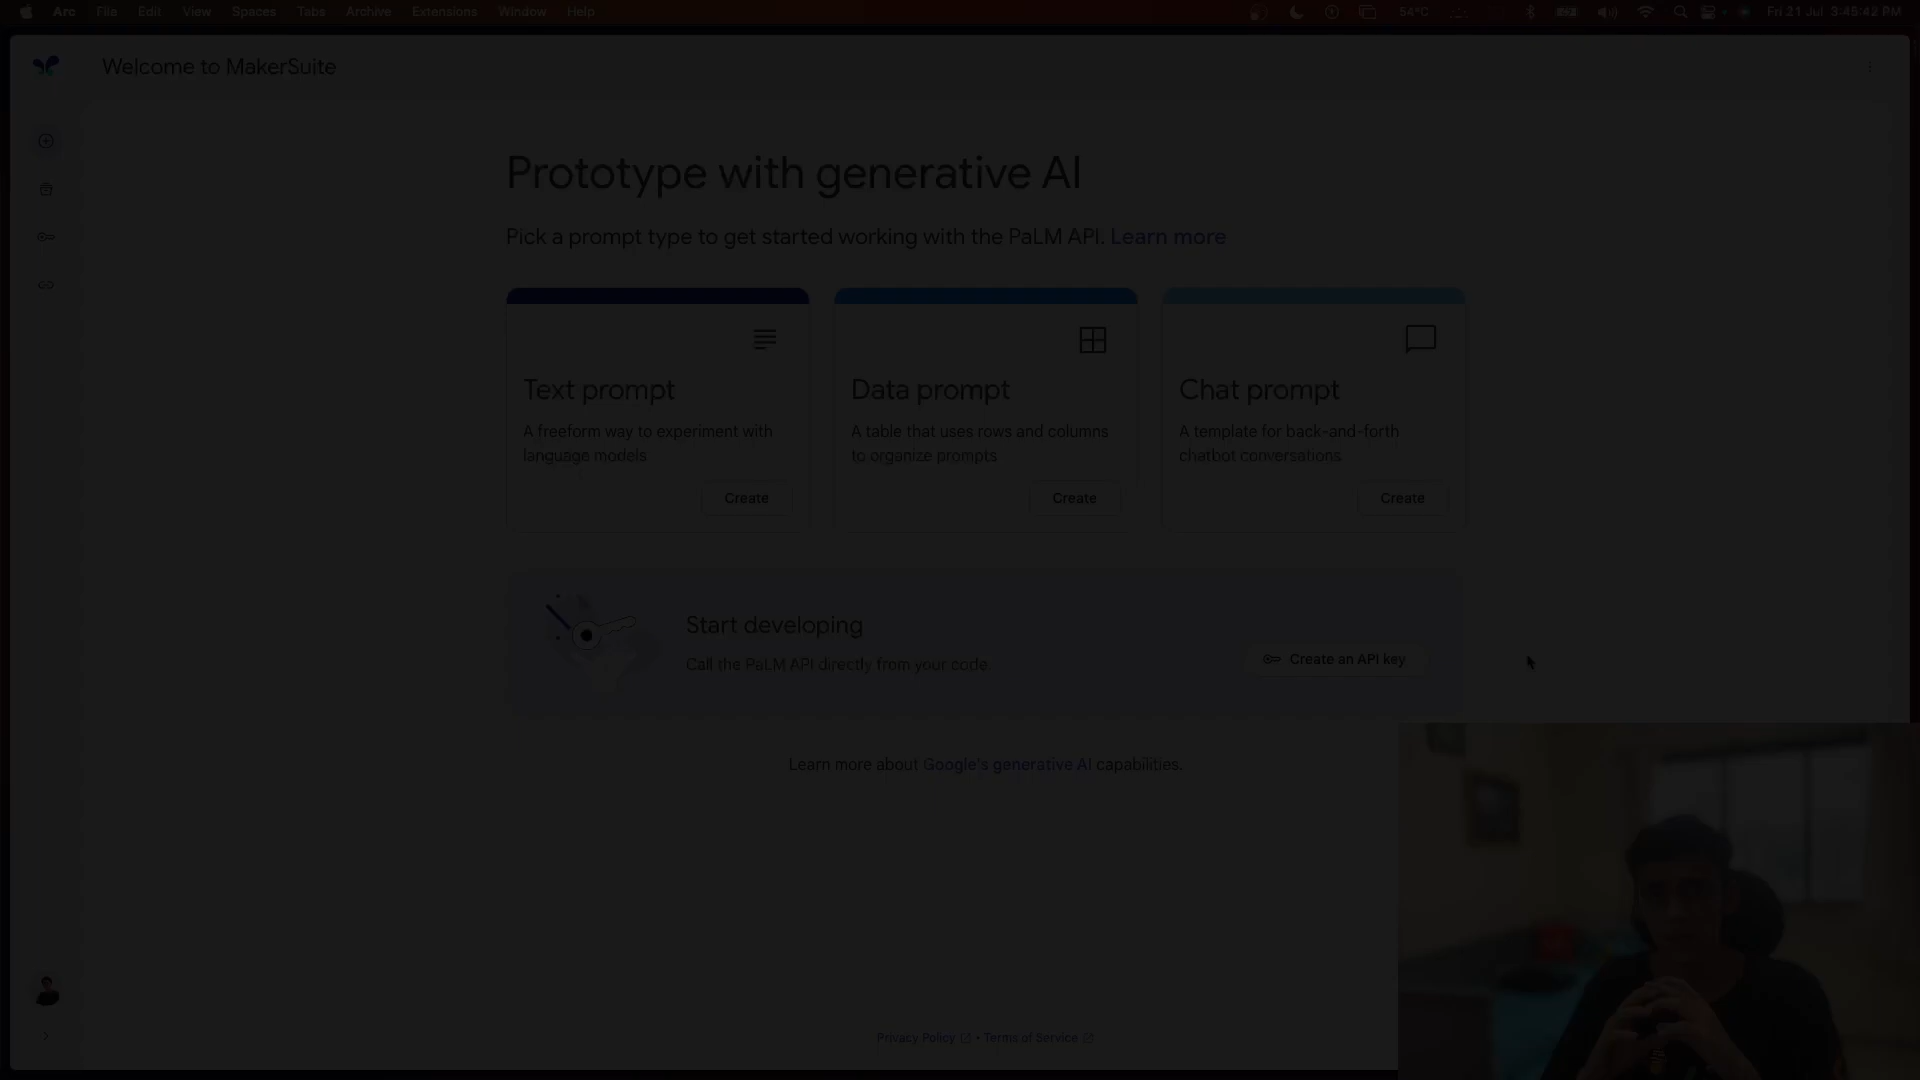 Arc File Edit View Spaces Tabs Archive Extensions Window Help 54°C Fri 21 Jul 3:45:42 PM
Welcome to MakerSuite
Prototype with generative AI
Pick a prompt type to get started working with the PaLM API. Learn more
Text prompt
A freeform way to experiment with
language models
Create
Data prompt
A table that uses rows and columns
to organize prompts
Create
Chat prompt
A template for back-and-forth
chatbot conversations
Create
Start developing
Call the PaLM API directly from your code.
Create an API key
Learn more about Google's generative AI capabilities.
Privacy Policy • Terms of Service